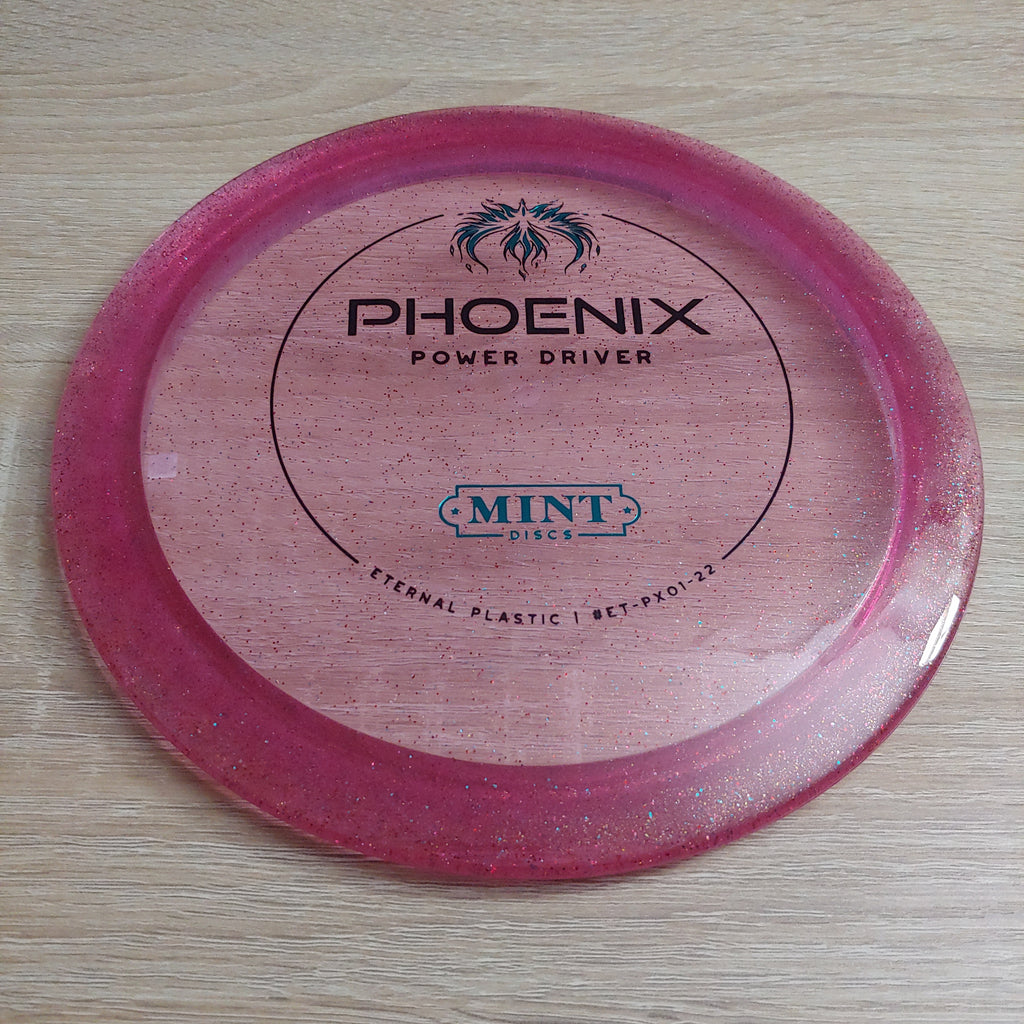 PHOENIX
POWER DRIVER
MINT
DISCS
ETERNAL PLASTIC | #ET-PX01-22